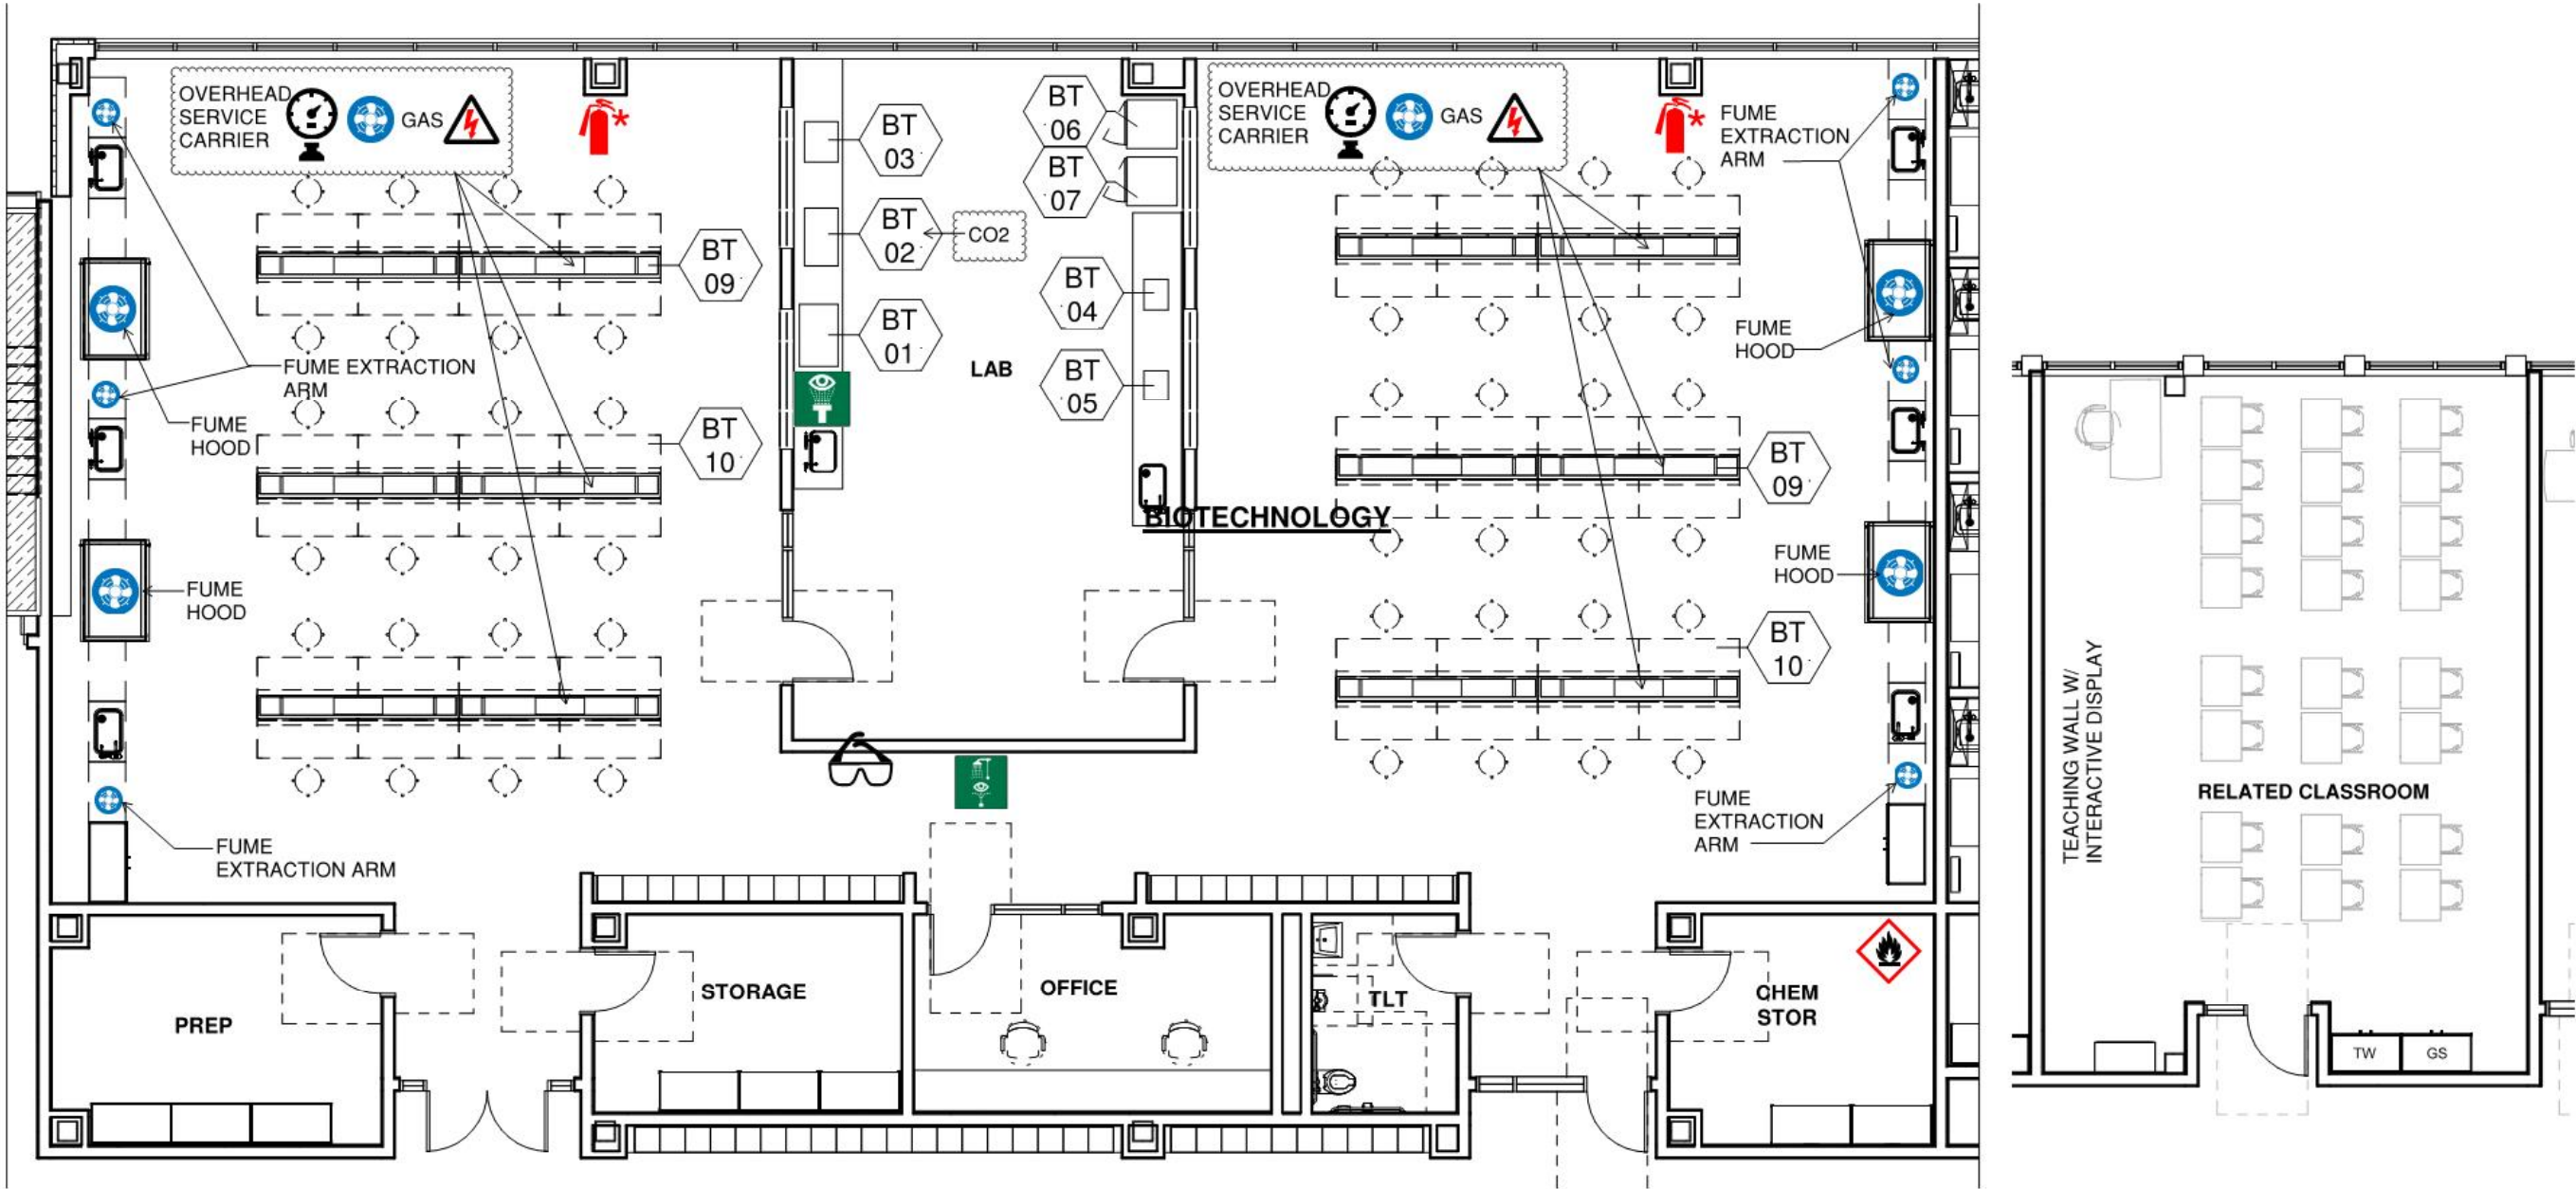 OVERHEAD
SERVICE
CARRIER
GAS
*
BT
03
BT
06
BT
07
OVERHEAD
SERVICE
CARRIER
GAS
*
FUME
EXTRACTION
ARM
BT
02
CO2
BT
09
BT
04
BT
01
LAB
FUME
HOOD
FUME EXTRACTION
ARM
BT
05
FUME
HOOD
BT
10
BT
09
BIOTECHNOLOGY
FUME
HOOD
FUME
HOOD
BT
10
FUME
EXTRACTION ARM
FUME
EXTRACTION
ARM
PREP
STORAGE
OFFICE
TLT
CHEM
STOR
TEACHING WALL W/
INTERACTIVE DISPLAY
RELATED CLASSROOM
TW
GS